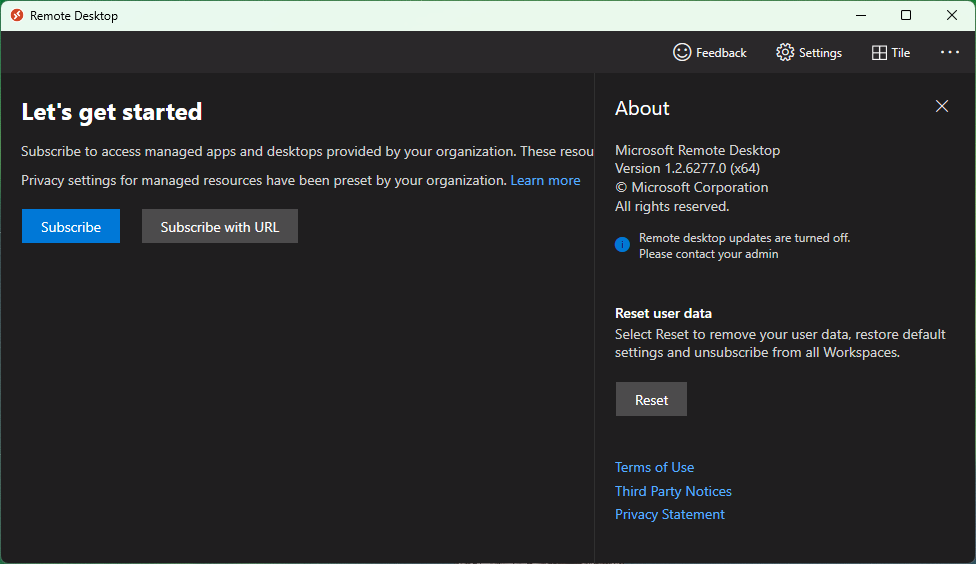 Remote Desktop
Feedback
Settings
Tile
Let's get started
Subscribe to access managed apps and desktops provided by your organization. These resou
Privacy settings for managed resources have been preset by your organization. Learn more
Subscribe
Subscribe with URL
About
Microsoft Remote Desktop
Version 1.2.6277.0 (x64)
© Microsoft Corporation
All rights reserved.
Remote desktop updates are turned off.
Please contact your admin
Reset user data
Select Reset to remove your user data, restore default
settings and unsubscribe from all Workspaces.
Reset
Terms of Use
Third Party Notices
Privacy Statement